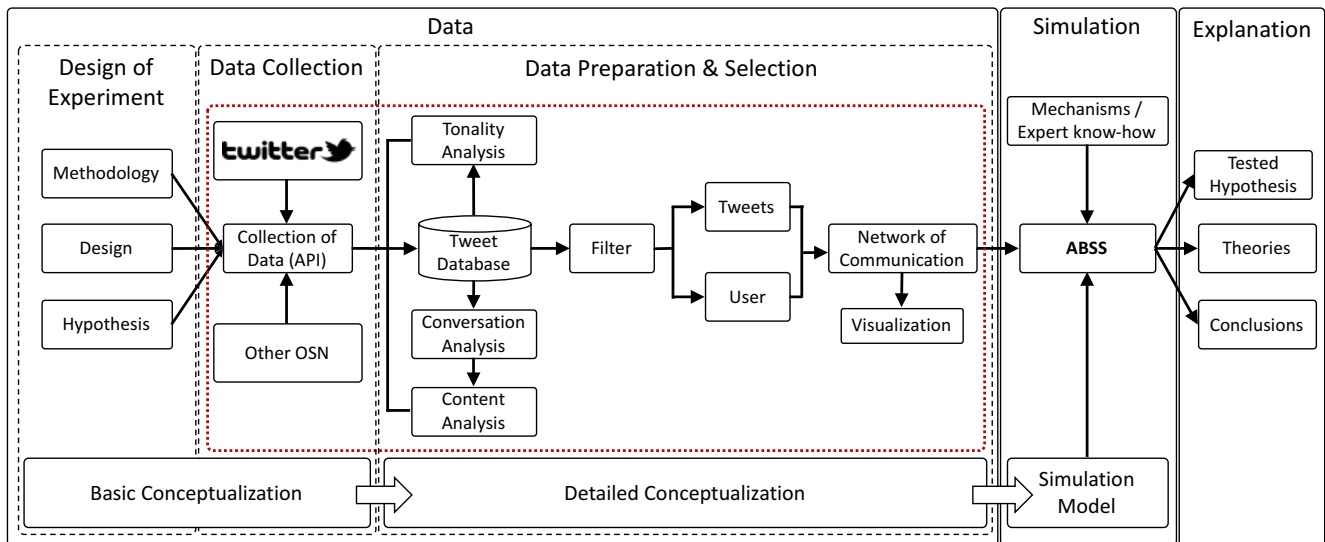 Data
Simulation
Explanation
Design of
Experiment
Data Collection
Data Preparation & Selection
Methodology
Design
Hypothesis
twitter
Collection of
Data (API)
Other OSN
Tonality
Analysis
Tweet
Database
Conversation
Analysis
Content
Analysis
Filter
Tweets
User
Network of
Communication
Visualization
Mechanisms /
Expert know-how
ABSS
Tested
Hypothesis
Theories
Conclusions
Basic Conceptualization
Detailed Conceptualization
Simulation
Model